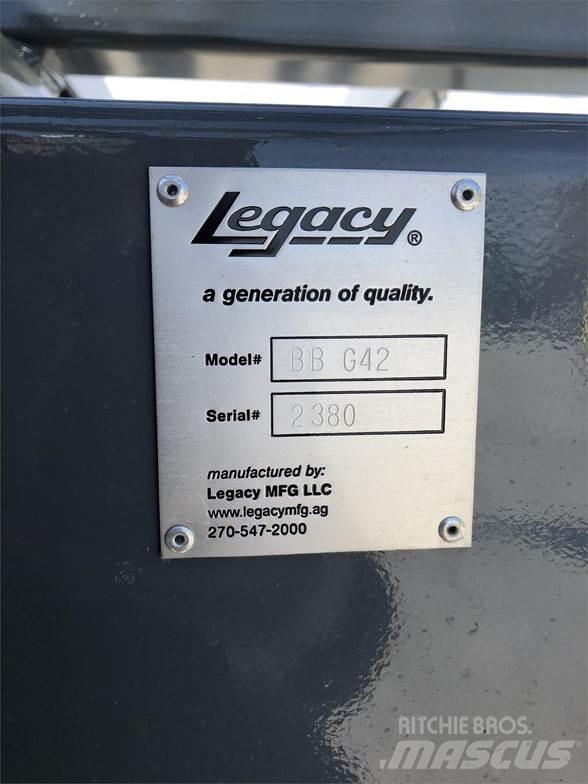 Legacy®
a generation of quality.
Model# BB G42
Serial# 2380
manufactured by:
Legacy MFG LLC
www.legacymfg.ag
270-547-2000
RITCHIE BROS.
MASCUS